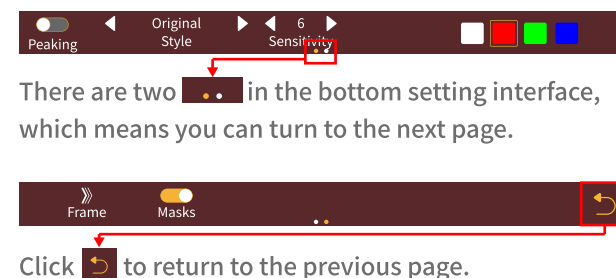 Original 6
Peaking Style Sensitivity
There are two in the bottom setting interface,
which means you can turn to the next page.
Frame Masks
Click to return to the previous page.